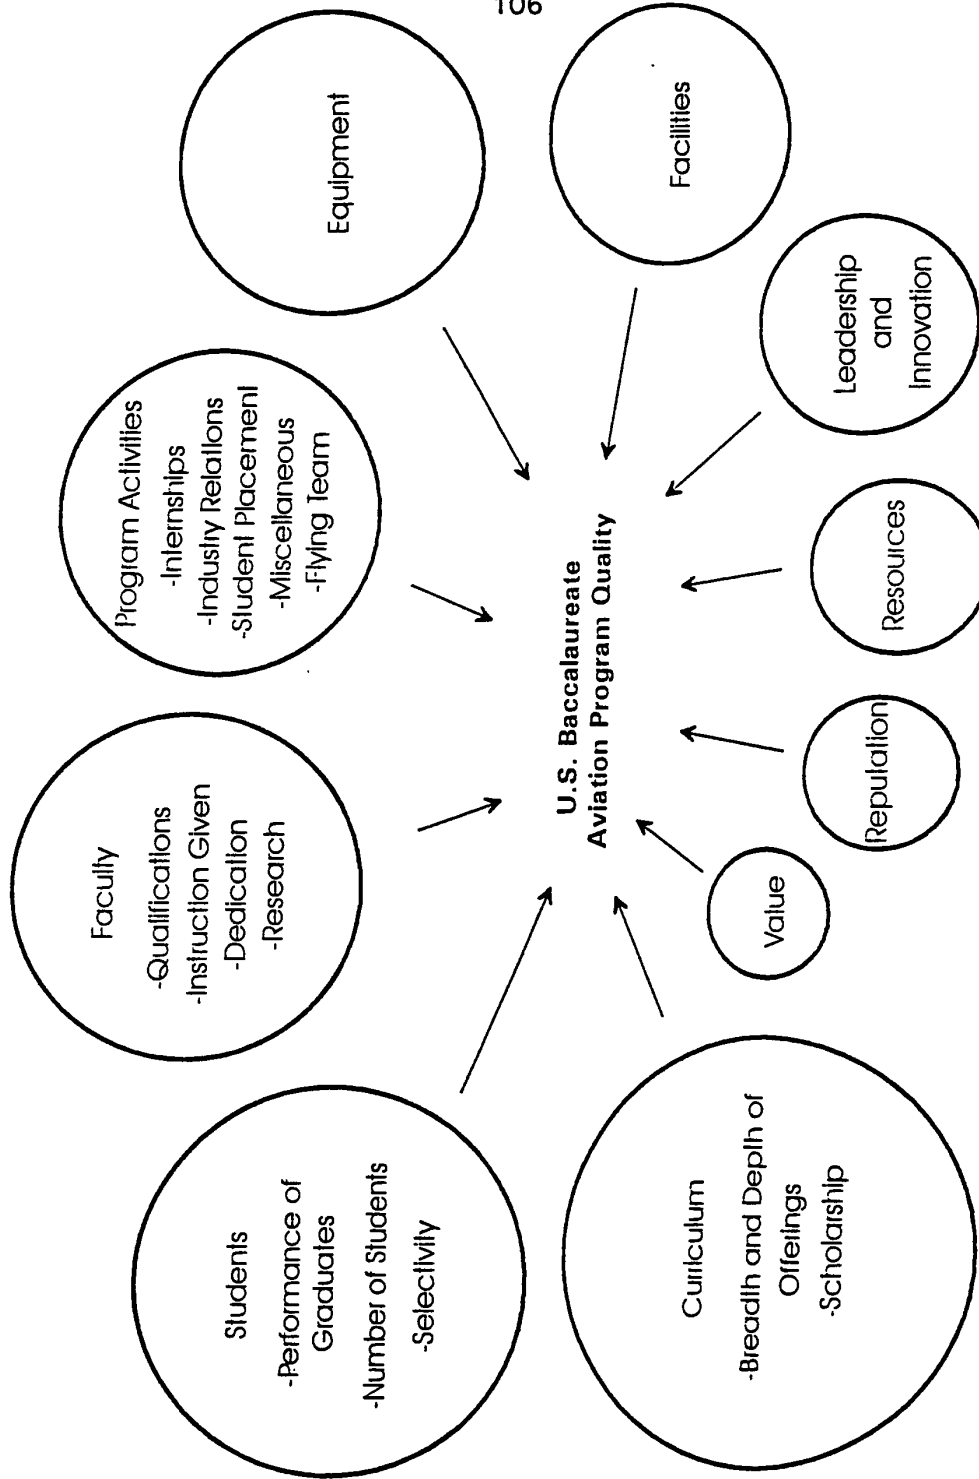 106
Students
-Performance of
Graduates
-Number of Students
-Selectivity
Faculty
-Qualifications
-Instruction Given
-Dedication
-Research
Program Activities
-Internships
-Industry Relations
-Student Placement
-Miscellaneous
-Flying Team
Equipment
Curriculum
-Breadth and Depth of
Offerings
-Scholarship
U.S. Baccalaureate
Aviation Program Quality
Facilities
Value
Reputation
Resources
Leadership
and
Innovation